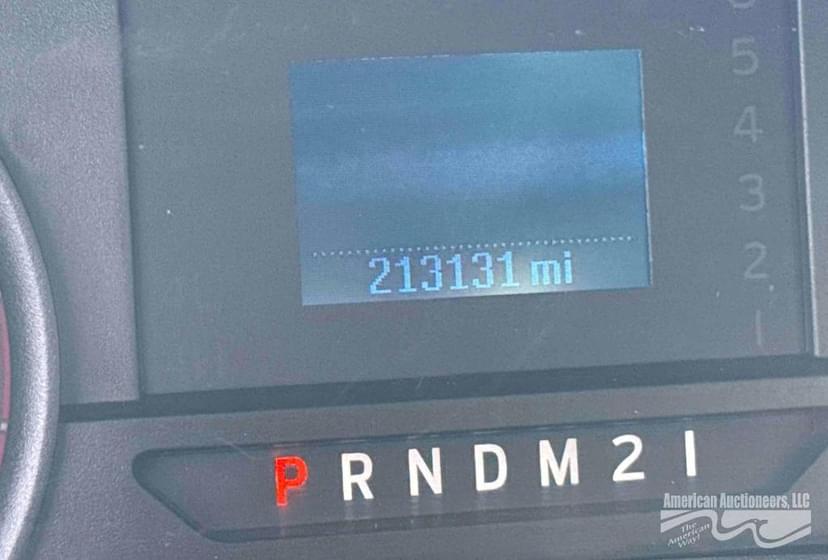 5
4
3
2
1
213131 mi
P R N D M 2 1
American Auctioneers, LLC
The American Way!